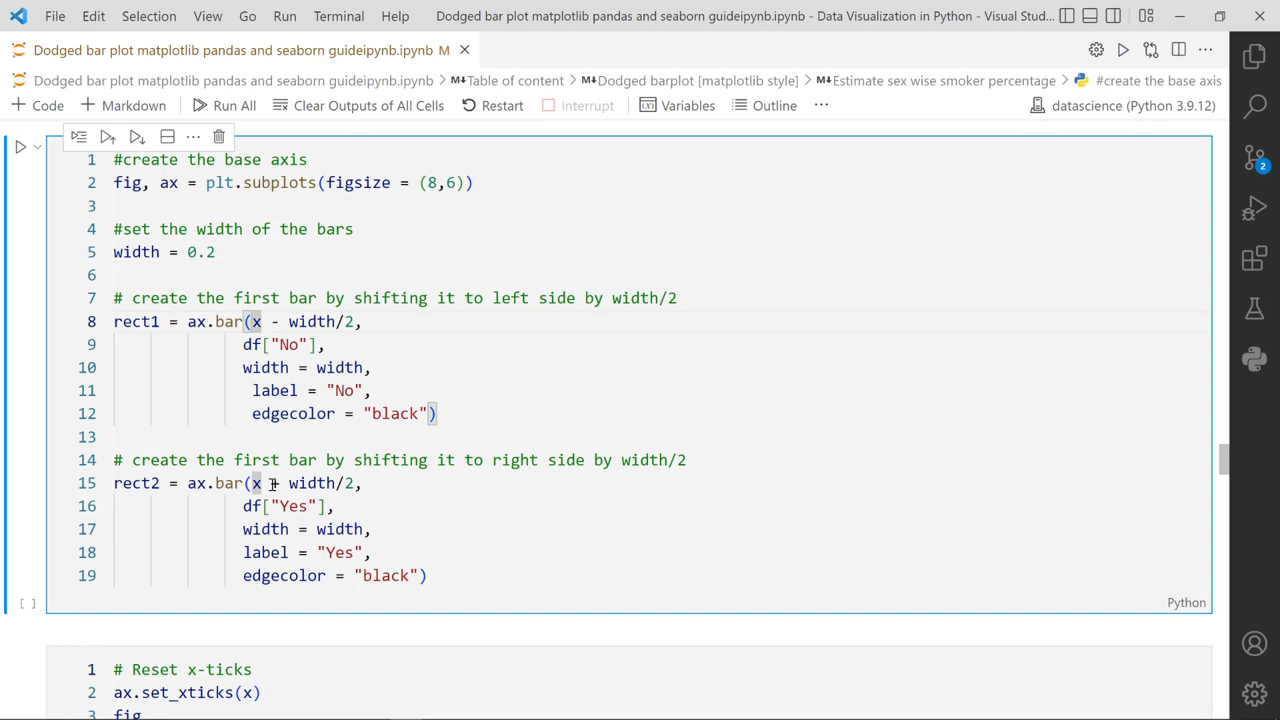 File Edit Selection View Go Run Terminal Help Dodged bar plot matplotlib pandas and seaborn guideipynb.ipynb - Data Visualization in Python - Visual Stud...
Dodged bar plot matplotlib pandas and seaborn guideipynb.ipynb M
Dodged bar plot matplotlib pandas and seaborn guideipynb.ipynb > M↓Table of content > M↓Dodged barplot [matplotlib style] > M↓Estimate sex wise smoker percentage > #create the base axis
+ Code + Markdown Run All Clear Outputs of All Cells Restart Interrupt Variables Outline ... datascience (Python 3.9.12)
1 #create the base axis
2 fig, ax = plt.subplots(figsize = (8,6))
3
4 #set the width of the bars
5 width = 0.2
6
7 # create the first bar by shifting it to left side by width/2
8 rect1 = ax.bar(x - width/2,
9 df["No"],
10 width = width,
11 label = "No",
12 edgecolor = "black")
13
14 # create the first bar by shifting it to right side by width/2
15 rect2 = ax.bar(x + width/2,
16 df["Yes"],
17 width = width,
18 label = "Yes",
19 edgecolor = "black")
[ ] Python
1 # Reset x-ticks
2 ax.set_xticks(x)
3 fig
2